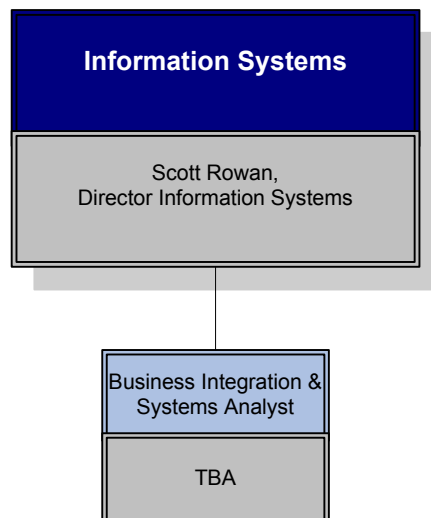 Information Systems
Scott Rowan,
Director Information Systems
Business Integration &
Systems Analyst
TBA